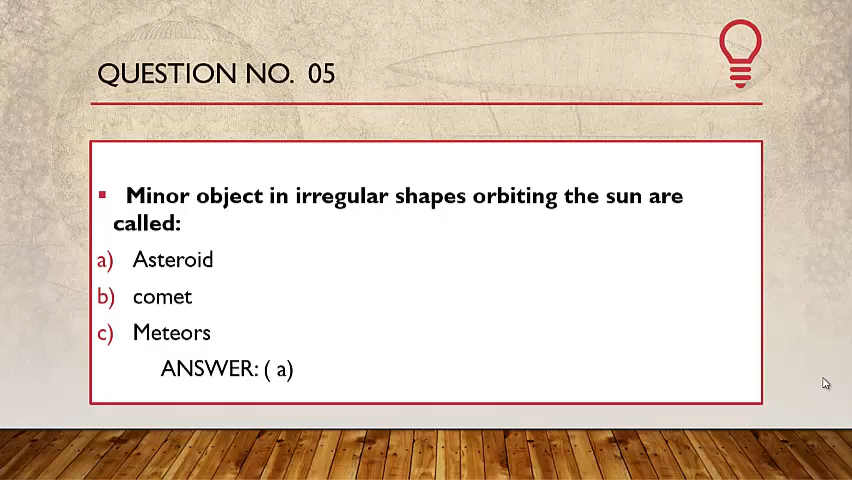 QUESTION NO. 05
▪ Minor object in irregular shapes orbiting the sun are
called:
a) Asteroid
b) comet
c) Meteors
ANSWER: ( a)